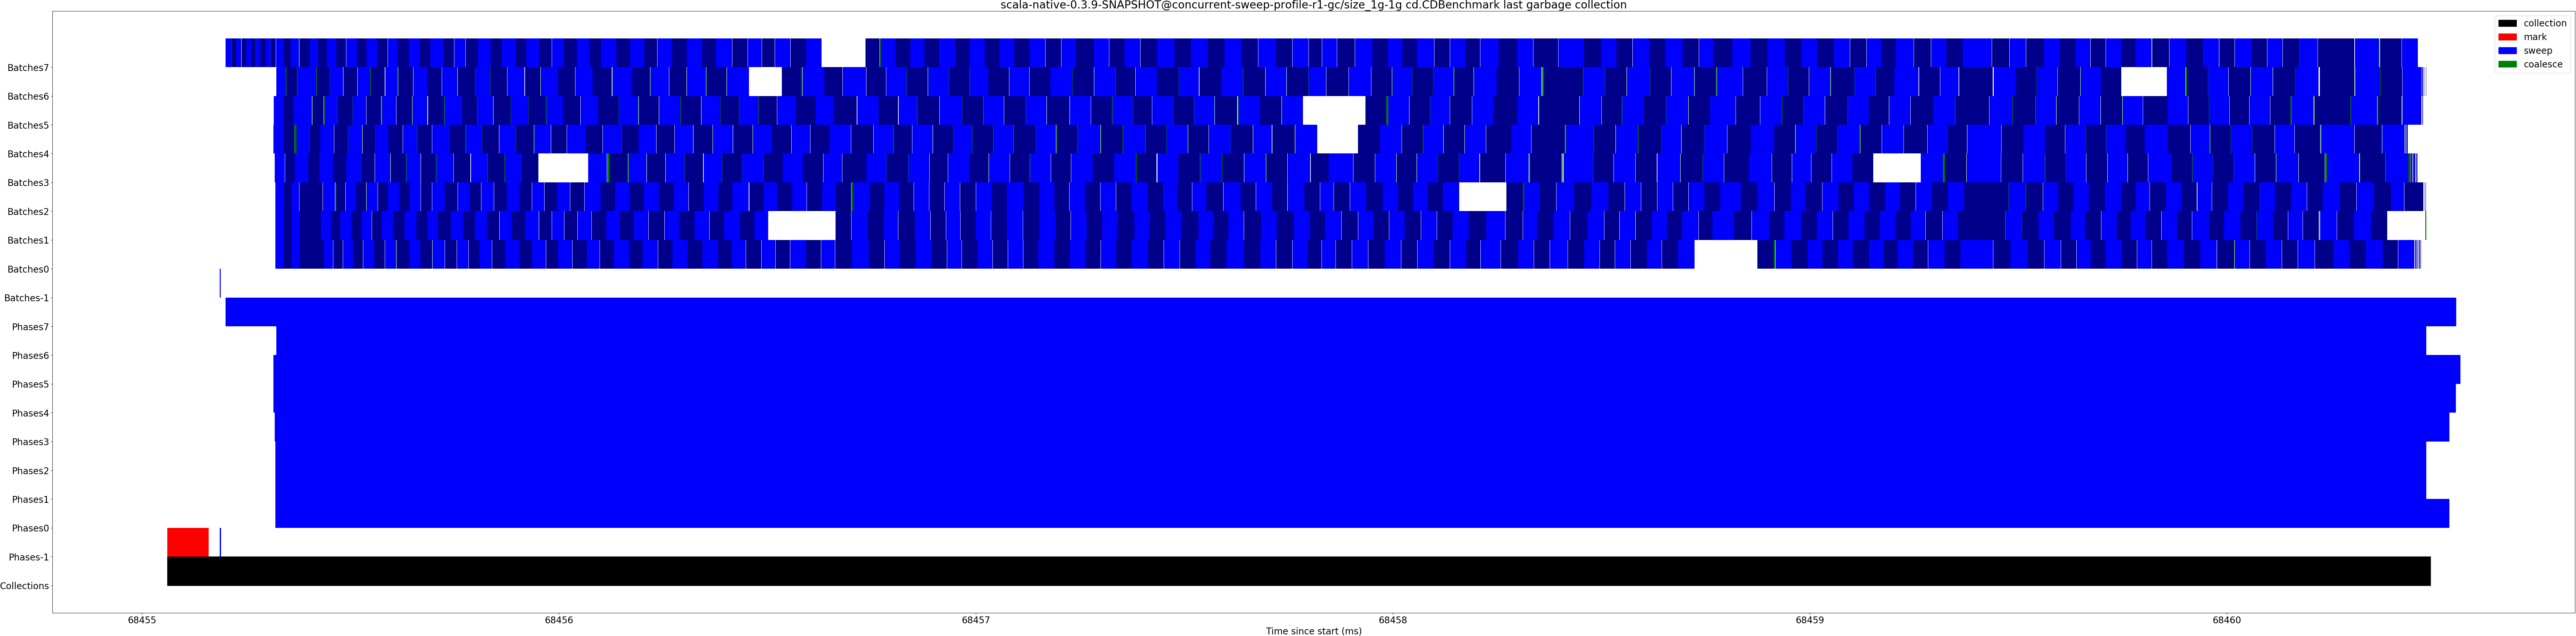 scala-native-0.3.9-SNAPSHOT@concurrent-sweep-profile-r1-gc/size_1g-1g cd.CDBenchmark last garbage collection
collection
mark
sweep
coalesce
Batches7
Batches6
Batches5
Batches4
Batches3
Batches2
Batches1
Batches0
Batches-1
Phases7
Phases6
Phases5
Phases4
Phases3
Phases2
Phases1
Phases0
Phases-1
Collections
68455 68456 68457 68458 68459 68460
Time since start (ms)